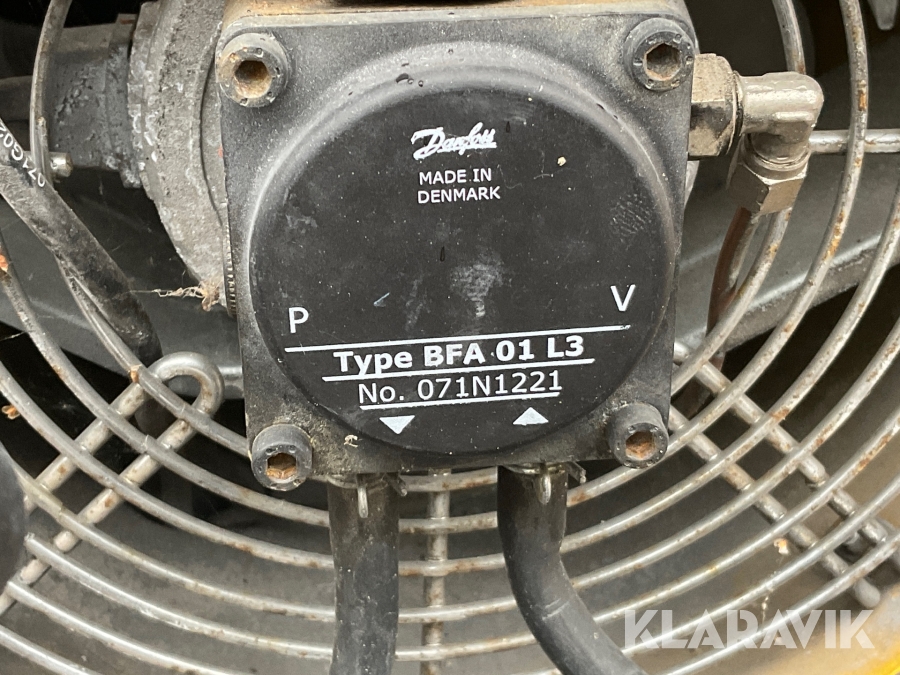 Danfoss
MADE IN
DENMARK
P V
Type BFA 01 L3
No. 071N1221
KLARAVIK